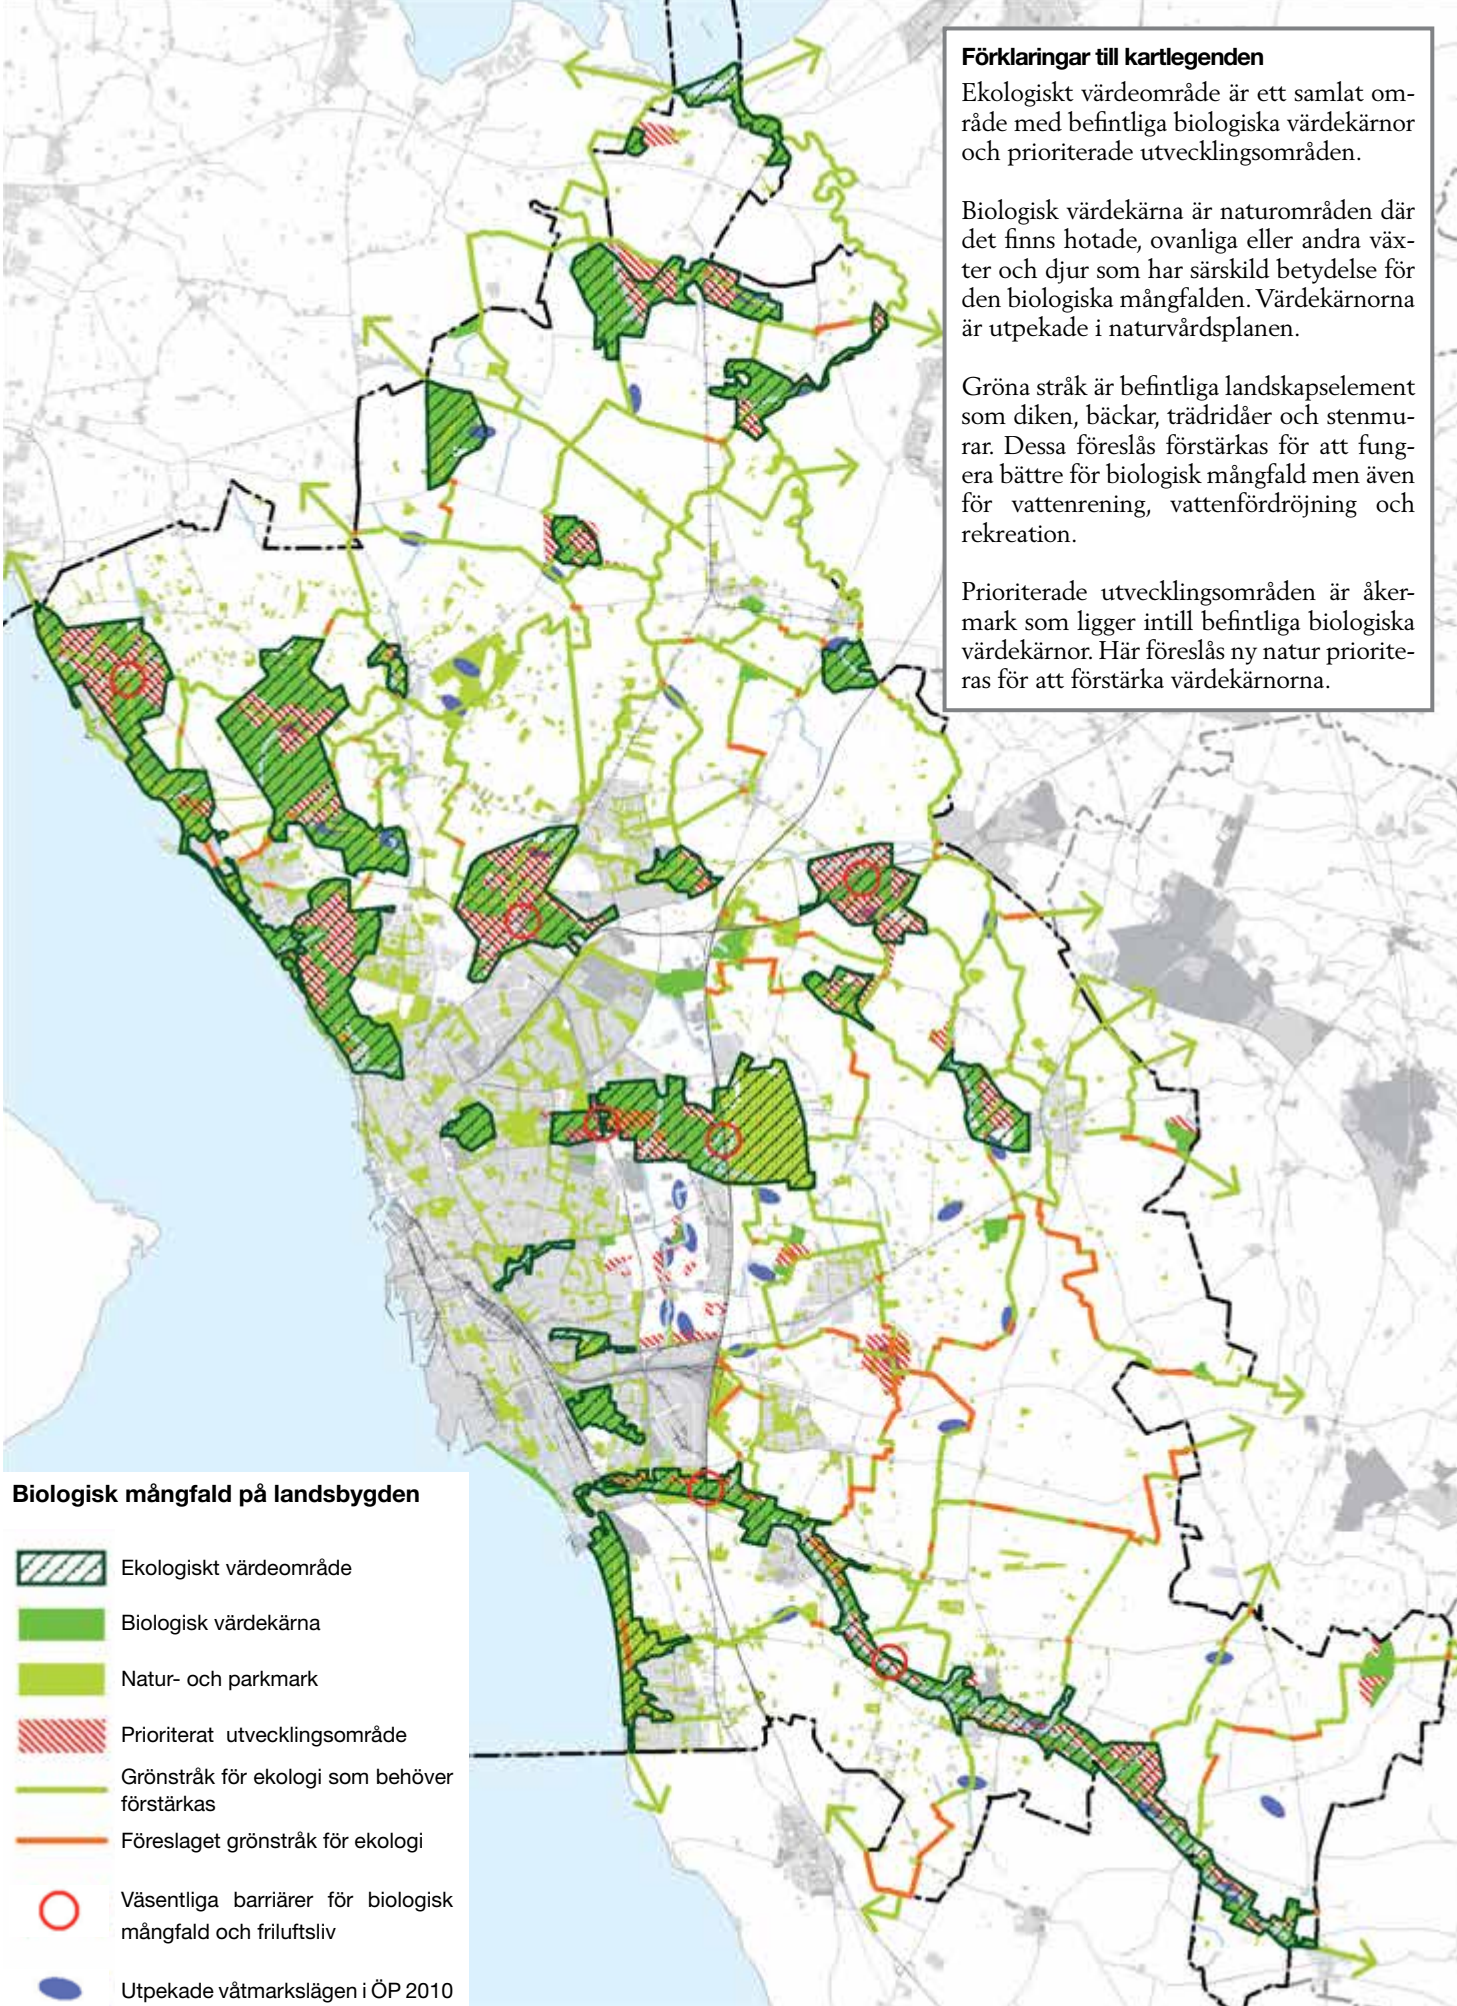 Förklaringar till kartlegenden
Ekologiskt värdeområde är ett samlat om-
råde med befintliga biologiska värdekärnor
och prioriterade utvecklingsområden.
Biologisk värdekärna är naturområden där
det finns hotade, ovanliga eller andra väx-
ter och djur som har särskild betydelse för
den biologiska mångfalden. Värdekärnorna
är utpekade i naturvårdsplanen.
Gröna stråk är befintliga landskapselement
som diken, bäckar, trädridåer och stenmu-
rar. Dessa föreslås förstärkas för att fung-
era bättre för biologisk mångfald men även
för vattenrening, vattenfördröjning och
rekreation.
Prioriterade utvecklingsområden är åker-
mark som ligger intill befintliga biologiska
värdekärnor. Här föreslås ny natur priorite-
ras för att förstärka värdekärnorna.
Biologisk mångfald på landsbygden
Ekologiskt värdeområde
Biologisk värdekärna
Natur- och parkmark
Prioriterat utvecklingsområde
Grönstråk för ekologi som behöver
förstärkas
Föreslaget grönstråk för ekologi
Väsentliga barriärer för biologisk
mångfald och friluftsliv
Utpekade våtmarkslägen i ÖP 2010